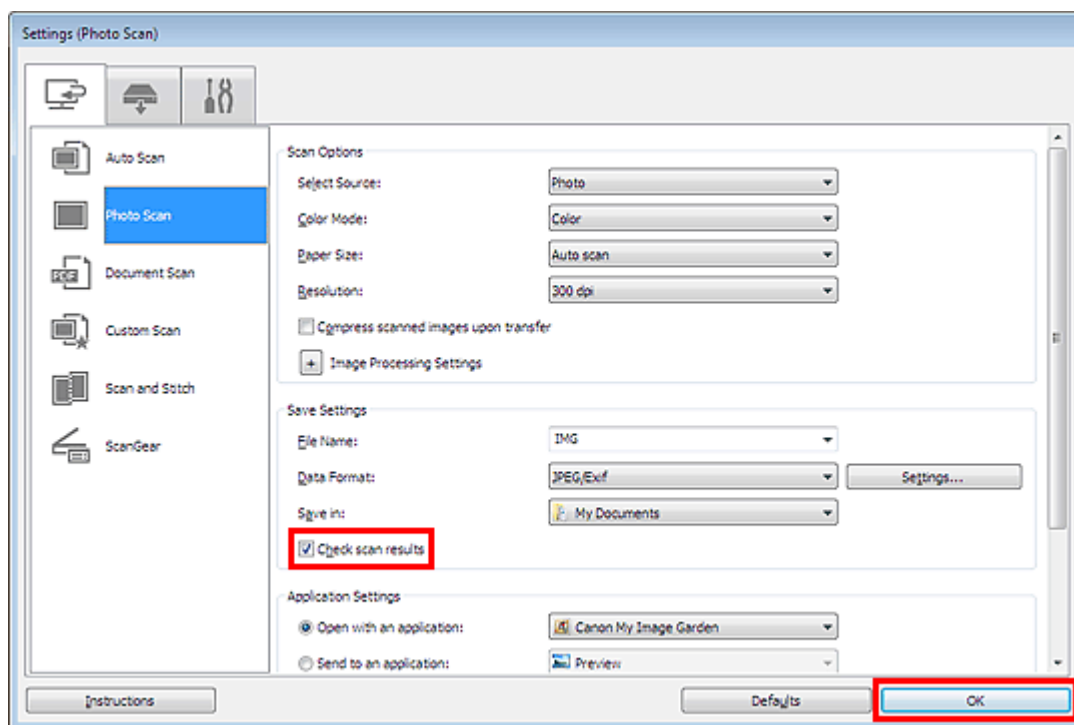 Settings (Photo Scan)
Auto Scan
Photo Scan
PDF
Document Scan
Custom Scan
Scan and Stitch
ScanGear
Scan Options
Select Source: Photo
Color Mode: Color
Paper Size: Auto scan
Resolution: 300 dpi
Compress scanned images upon transfer
+ Image Processing Settings
Save Settings
File Name: IMG
Data Format: JPEG/Exif Settings...
Save in: My Documents
Check scan results
Application Settings
Open with an application: Canon My Image Garden
Send to an application: Preview
Instructions Defaults OK